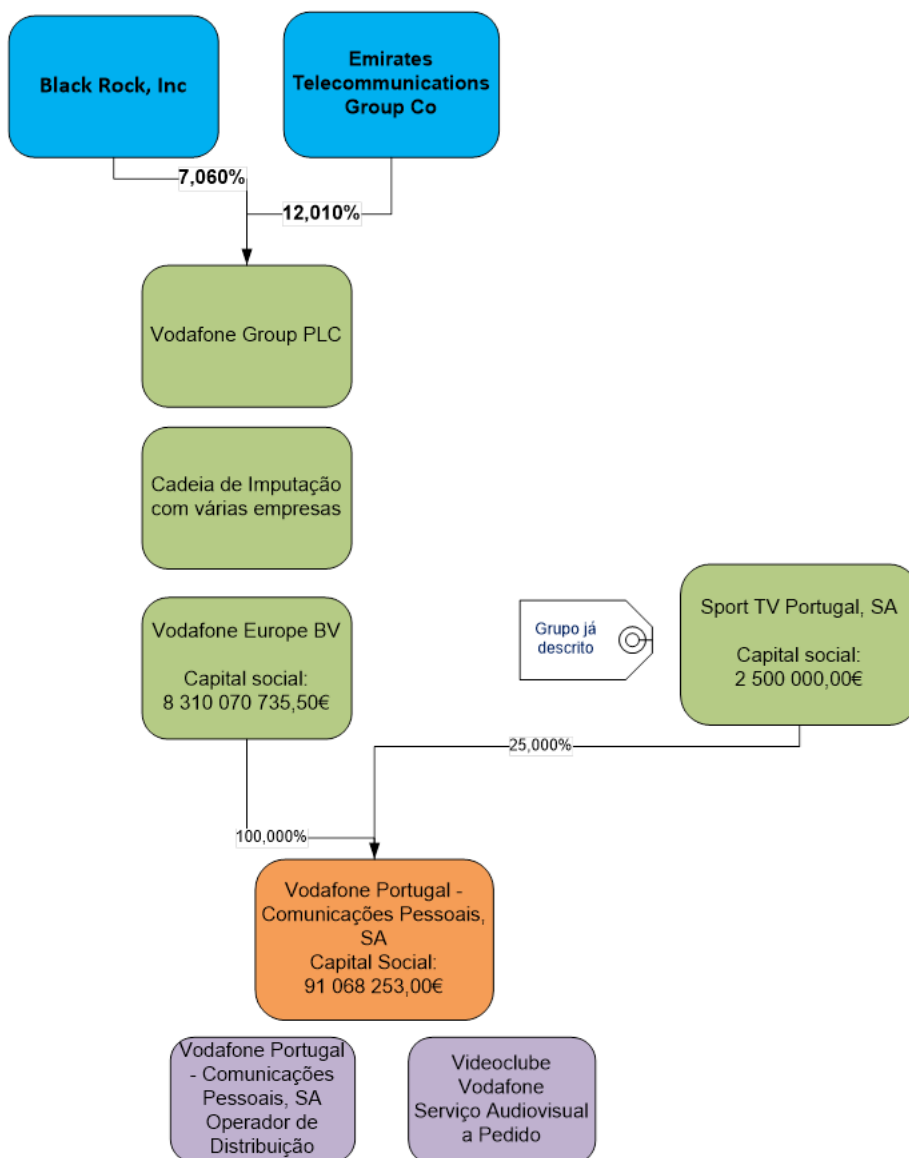 Black Rock, Inc
Emirates
Telecommunications
Group Co
7,060%
12,010%
Vodafone Group PLC
Cadeia de Imputação
com várias empresas
Vodafone Europe BV
Capital social:
8 310 070 735,50€
Grupo já
descrito
Sport TV Portugal, SA
Capital social:
2 500 000,00€
25,000%
100,000%
Vodafone Portugal -
Comunicações Pessoais,
SA
Capital Social:
91 068 253,00€
Vodafone Portugal
- Comunicações
Pessoais, SA
Operador de
Distribuição
Videoclube
Vodafone
Serviço Audiovisual
a Pedido